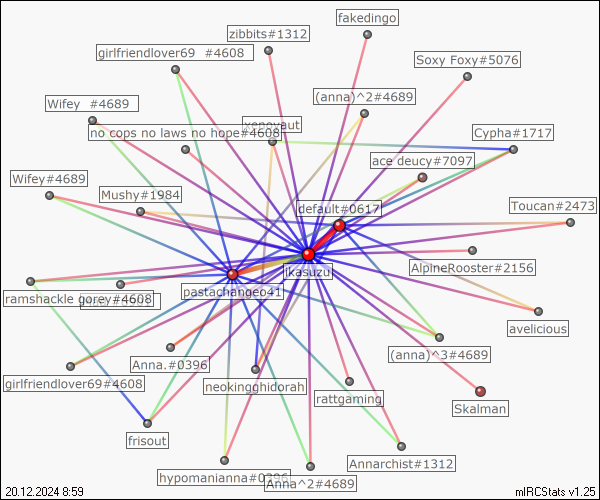 fakedingo
zibbits#1312
girlfriendlover69 #4608
Soxy Foxy#5076
Wifey #4689
(anna)^2#4689
xenoyaut
no cops no laws no hope#4608
Cypha#1717
ace deucy#7097
Wifey#4689
Mushy#1984
default#0617
Toucan#2473
AlpineRooster#2156
ikasuzu
pastachangeo41
ramshackle gorey#4608
avelicious
(anna)^3#4689
Anna.#0396
girlfriendlover69#4608
neokingghidorah
rattgaming
Skalman
frisout
Annarchist#1312
hypomanianna#0396
Anna^2#4689
20.12.2024 8:59
mIRCStats v1.25